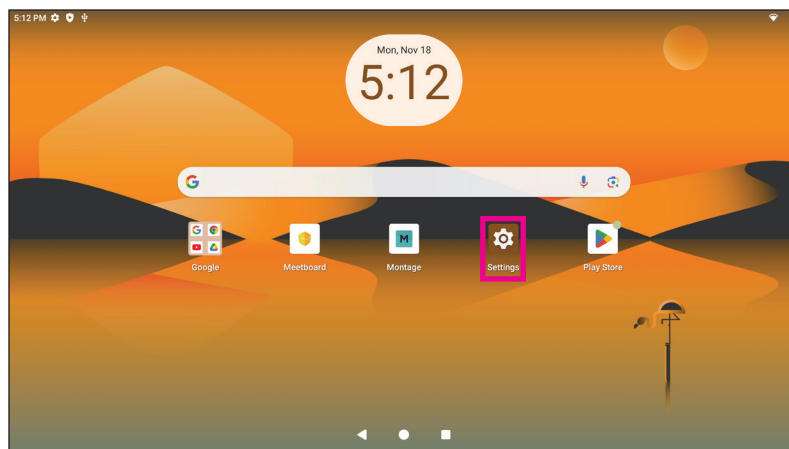 5:12 PM
Mon, Nov 18
5:12
G
M
Google
Meetboard
Montage
Settings
Play Store